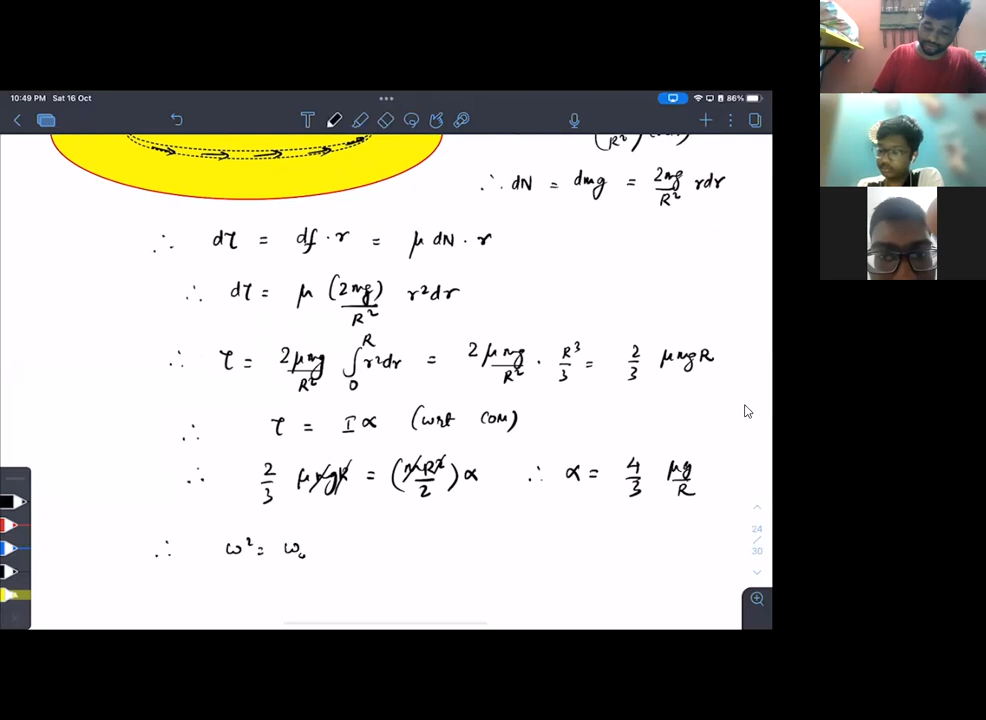 10:49 PM Sat 16 Oct
86%
T
∴ dN = dmg = 2mg/R² rdr
∴ dτ = df · r = μ dN · r
∴ dτ = μ (2mg)/R² r²dr
∴ τ = 2μmg/R² ∫₀ᴿ r²dr = 2μmg/R² · R³/3 = 2/3 μmgR
∴ τ = Iα (wrt COM)
∴ 2/3 μmgR = (mR²/2) α ∴ α = 4/3 μg/R
∴ ω² = ω₀
24 / 30